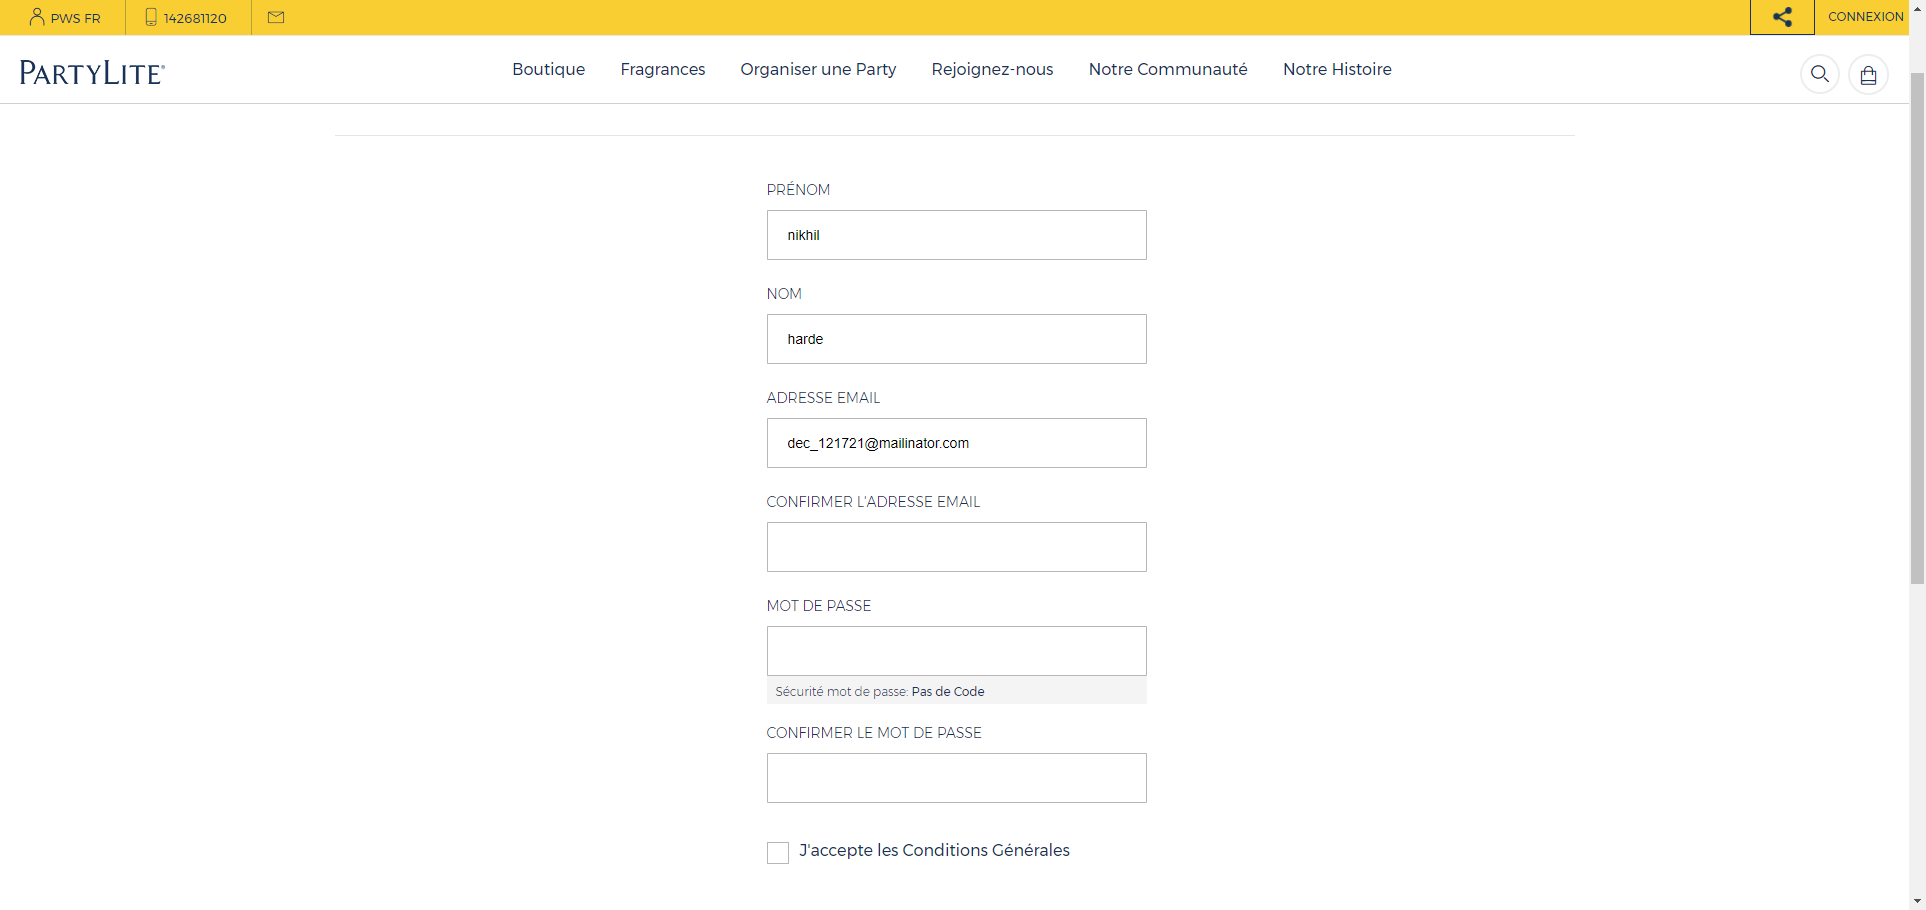 PWS FR
142681120
CONNEXION
PARTYLITE®
Boutique
Fragrances
Organiser une Party
Rejoignez-nous
Notre Communauté
Notre Histoire
PRÉNOM
nikhil
NOM
harde
ADRESSE EMAIL
dec_121721@mailinator.com
CONFIRMER L'ADRESSE EMAIL
MOT DE PASSE
Sécurité mot de passe: Pas de Code
CONFIRMER LE MOT DE PASSE
J'accepte les Conditions Générales